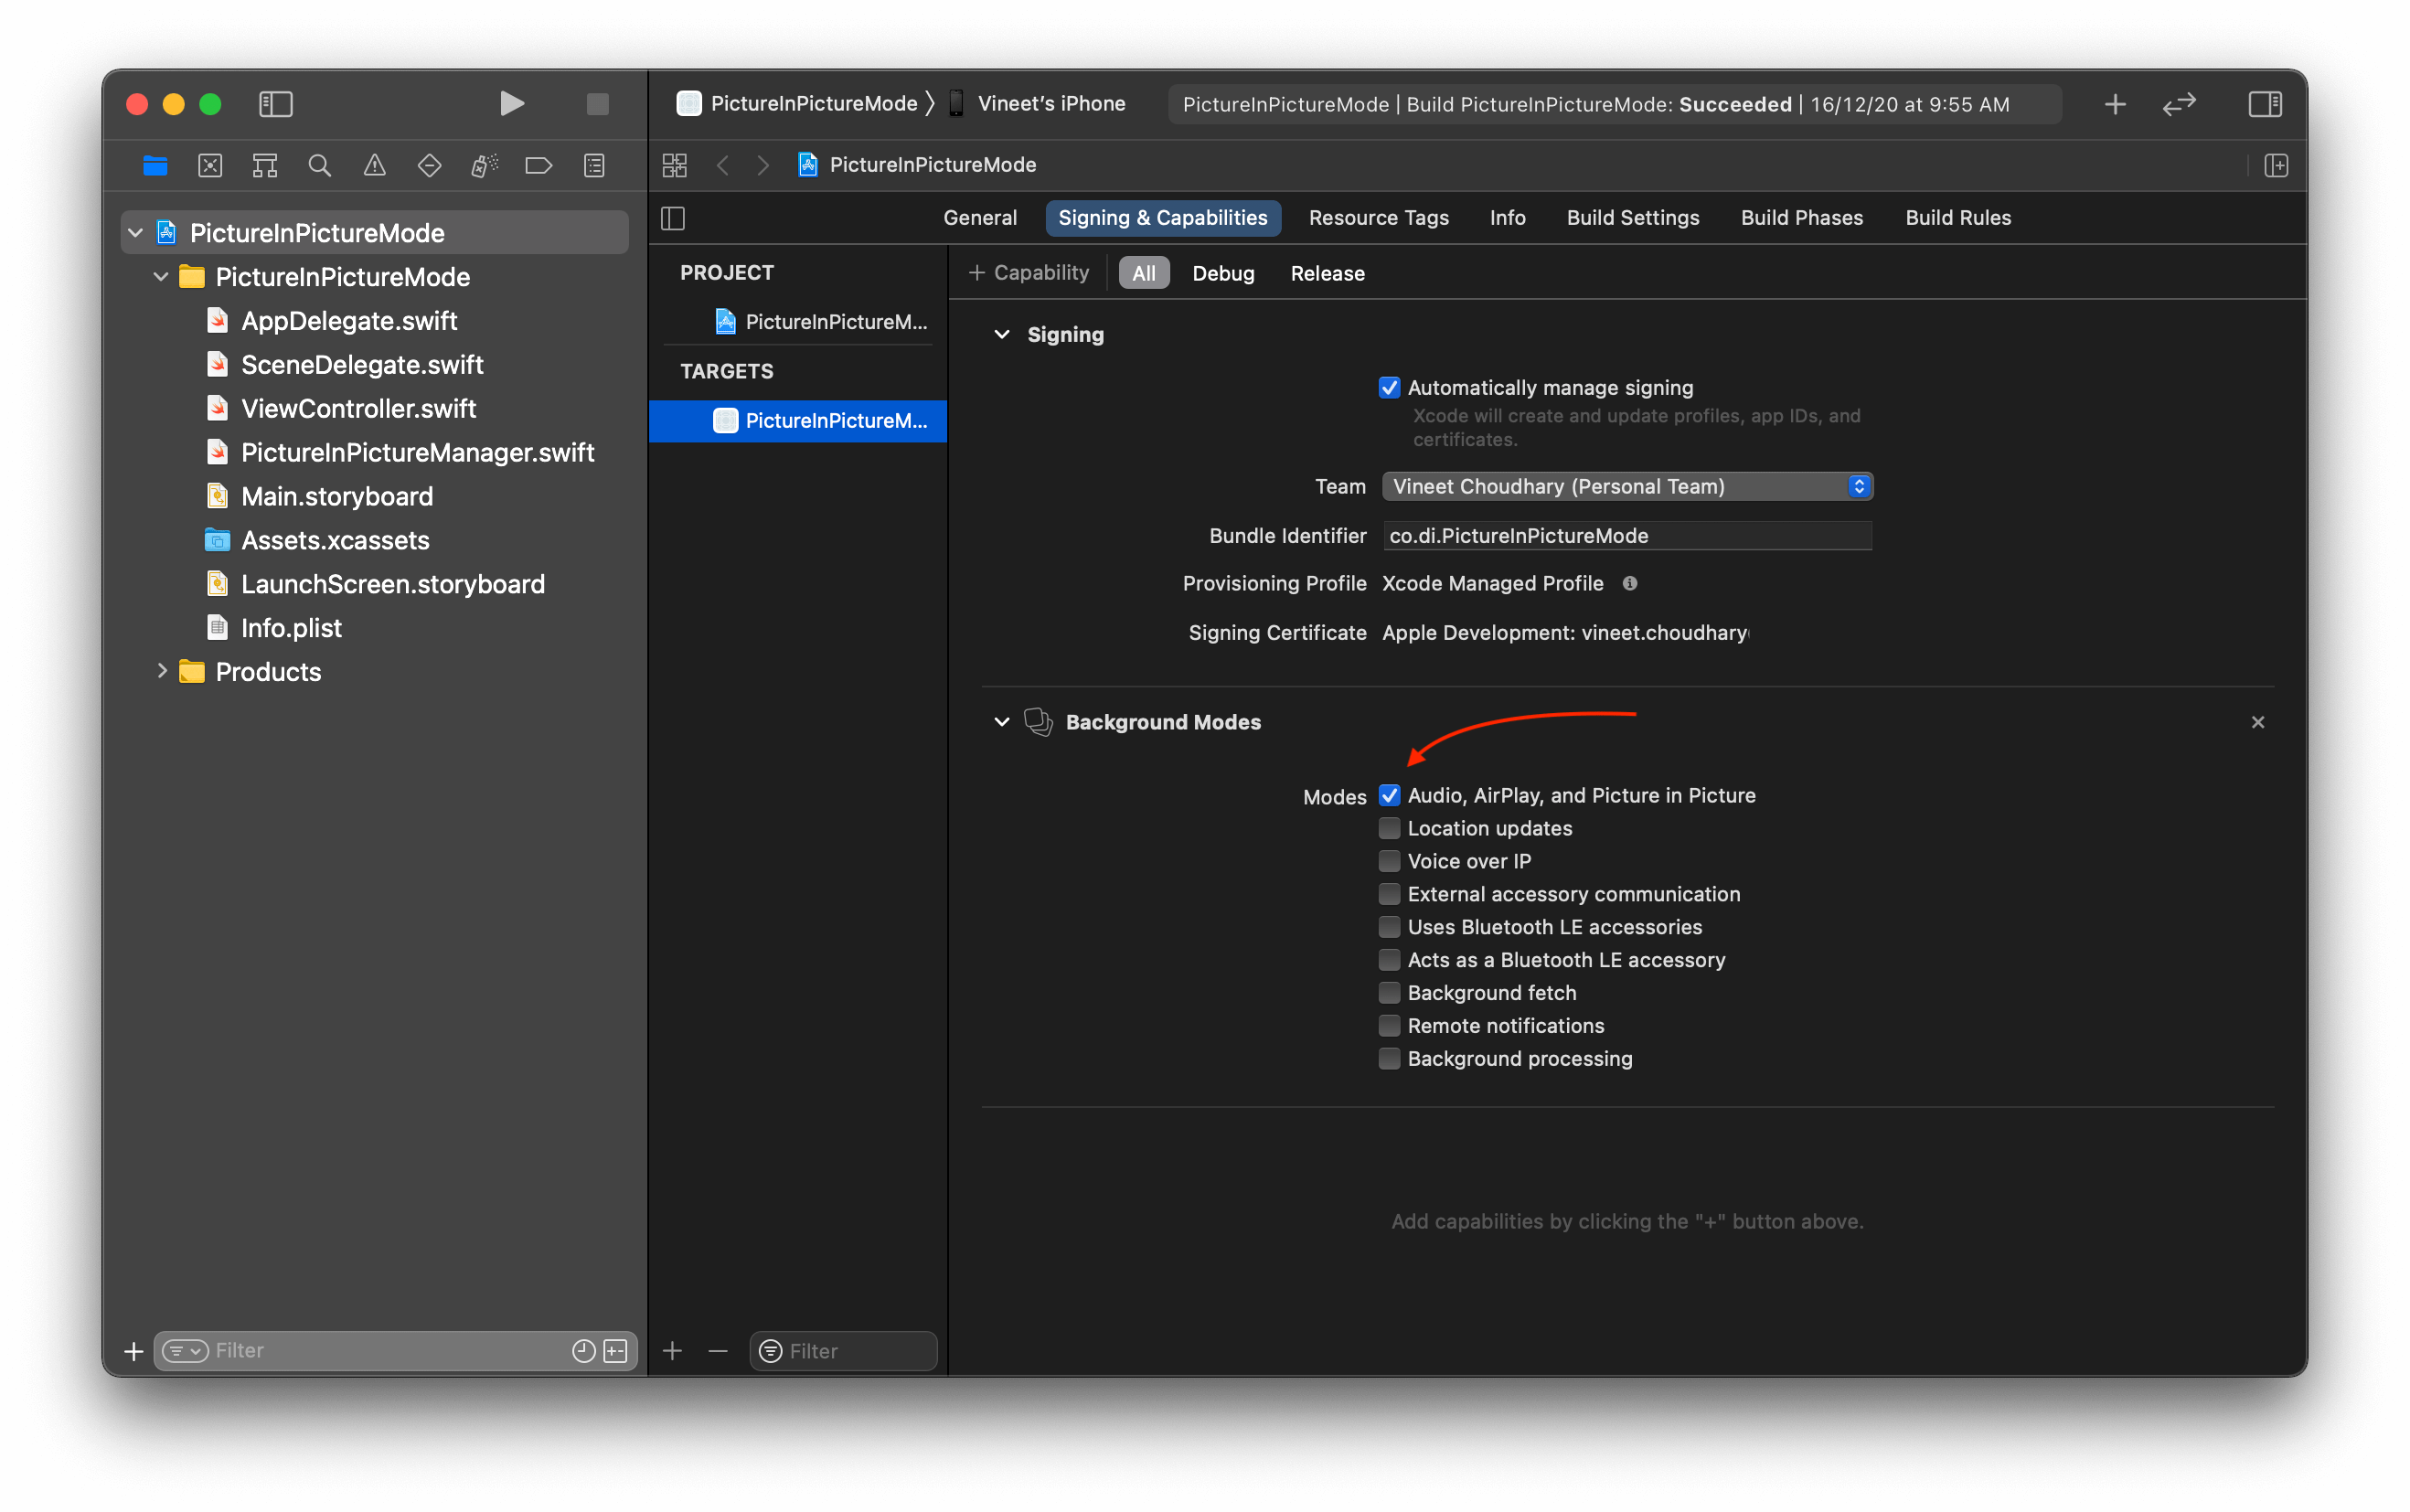 PictureInPictureMode 〉 Vineet’s iPhone
PictureInPictureMode | Build PictureInPictureMode: Succeeded | 16/12/20 at 9:55 AM
PictureInPictureMode
PictureInPictureMode
AppDelegate.swift
SceneDelegate.swift
ViewController.swift
PictureInPictureManager.swift
Main.storyboard
Assets.xcassets
LaunchScreen.storyboard
Info.plist
Products
Filter
PictureInPictureMode
General Signing & Capabilities Resource Tags Info Build Settings Build Phases Build Rules
PROJECT
PictureInPictureM...
TARGETS
PictureInPictureM...
Filter
+ Capability All Debug Release
Signing
Automatically manage signing
Xcode will create and update profiles, app IDs, and
certificates.
Team Vineet Choudhary (Personal Team)
Bundle Identifier co.di.PictureInPictureMode
Provisioning Profile Xcode Managed Profile
Signing Certificate Apple Development: vineet.choudhary
Background Modes
Modes Audio, AirPlay, and Picture in Picture
Location updates
Voice over IP
External accessory communication
Uses Bluetooth LE accessories
Acts as a Bluetooth LE accessory
Background fetch
Remote notifications
Background processing
Add capabilities by clicking the "+" button above.